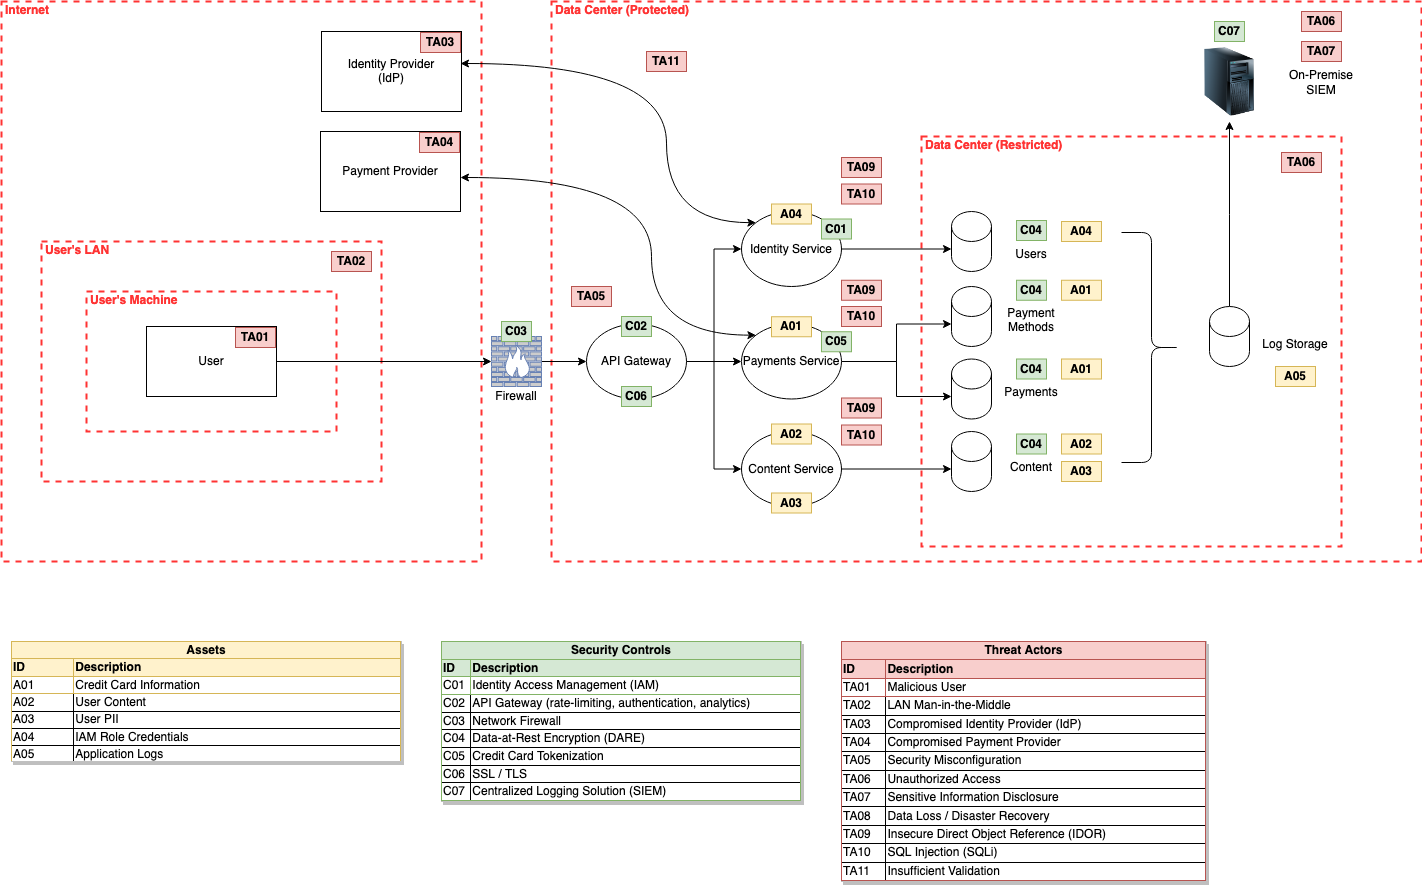 Internet
Data Center (Protected)
TA03
Identity Provider
(IdP)
TA11
C07
TA06
TA07
On-Premise
SIEM
TA04
Payment Provider
Data Center (Restricted)
TA06
TA09
TA10
A04
C01
Identity Service
C04
A04
Users
User's LAN
TA02
User's Machine
TA01
User
C03
Firewall
TA05
C02
API Gateway
C06
TA09
TA10
A01
C05
Payments Service
C04
A01
Payment
Methods
C04
A01
Payments
Log Storage
A05
TA09
TA10
A02
Content Service
A03
C04
A02
Content
A03
Assets
ID Description
A01 Credit Card Information
A02 User Content
A03 User PII
A04 IAM Role Credentials
A05 Application Logs
Security Controls
ID Description
C01 Identity Access Management (IAM)
C02 API Gateway (rate-limiting, authentication, analytics)
C03 Network Firewall
C04 Data-at-Rest Encryption (DARE)
C05 Credit Card Tokenization
C06 SSL / TLS
C07 Centralized Logging Solution (SIEM)
Threat Actors
ID Description
TA01 Malicious User
TA02 LAN Man-in-the-Middle
TA03 Compromised Identity Provider (IdP)
TA04 Compromised Payment Provider
TA05 Security Misconfiguration
TA06 Unauthorized Access
TA07 Sensitive Information Disclosure
TA08 Data Loss / Disaster Recovery
TA09 Insecure Direct Object Reference (IDOR)
TA10 SQL Injection (SQLi)
TA11 Insufficient Validation